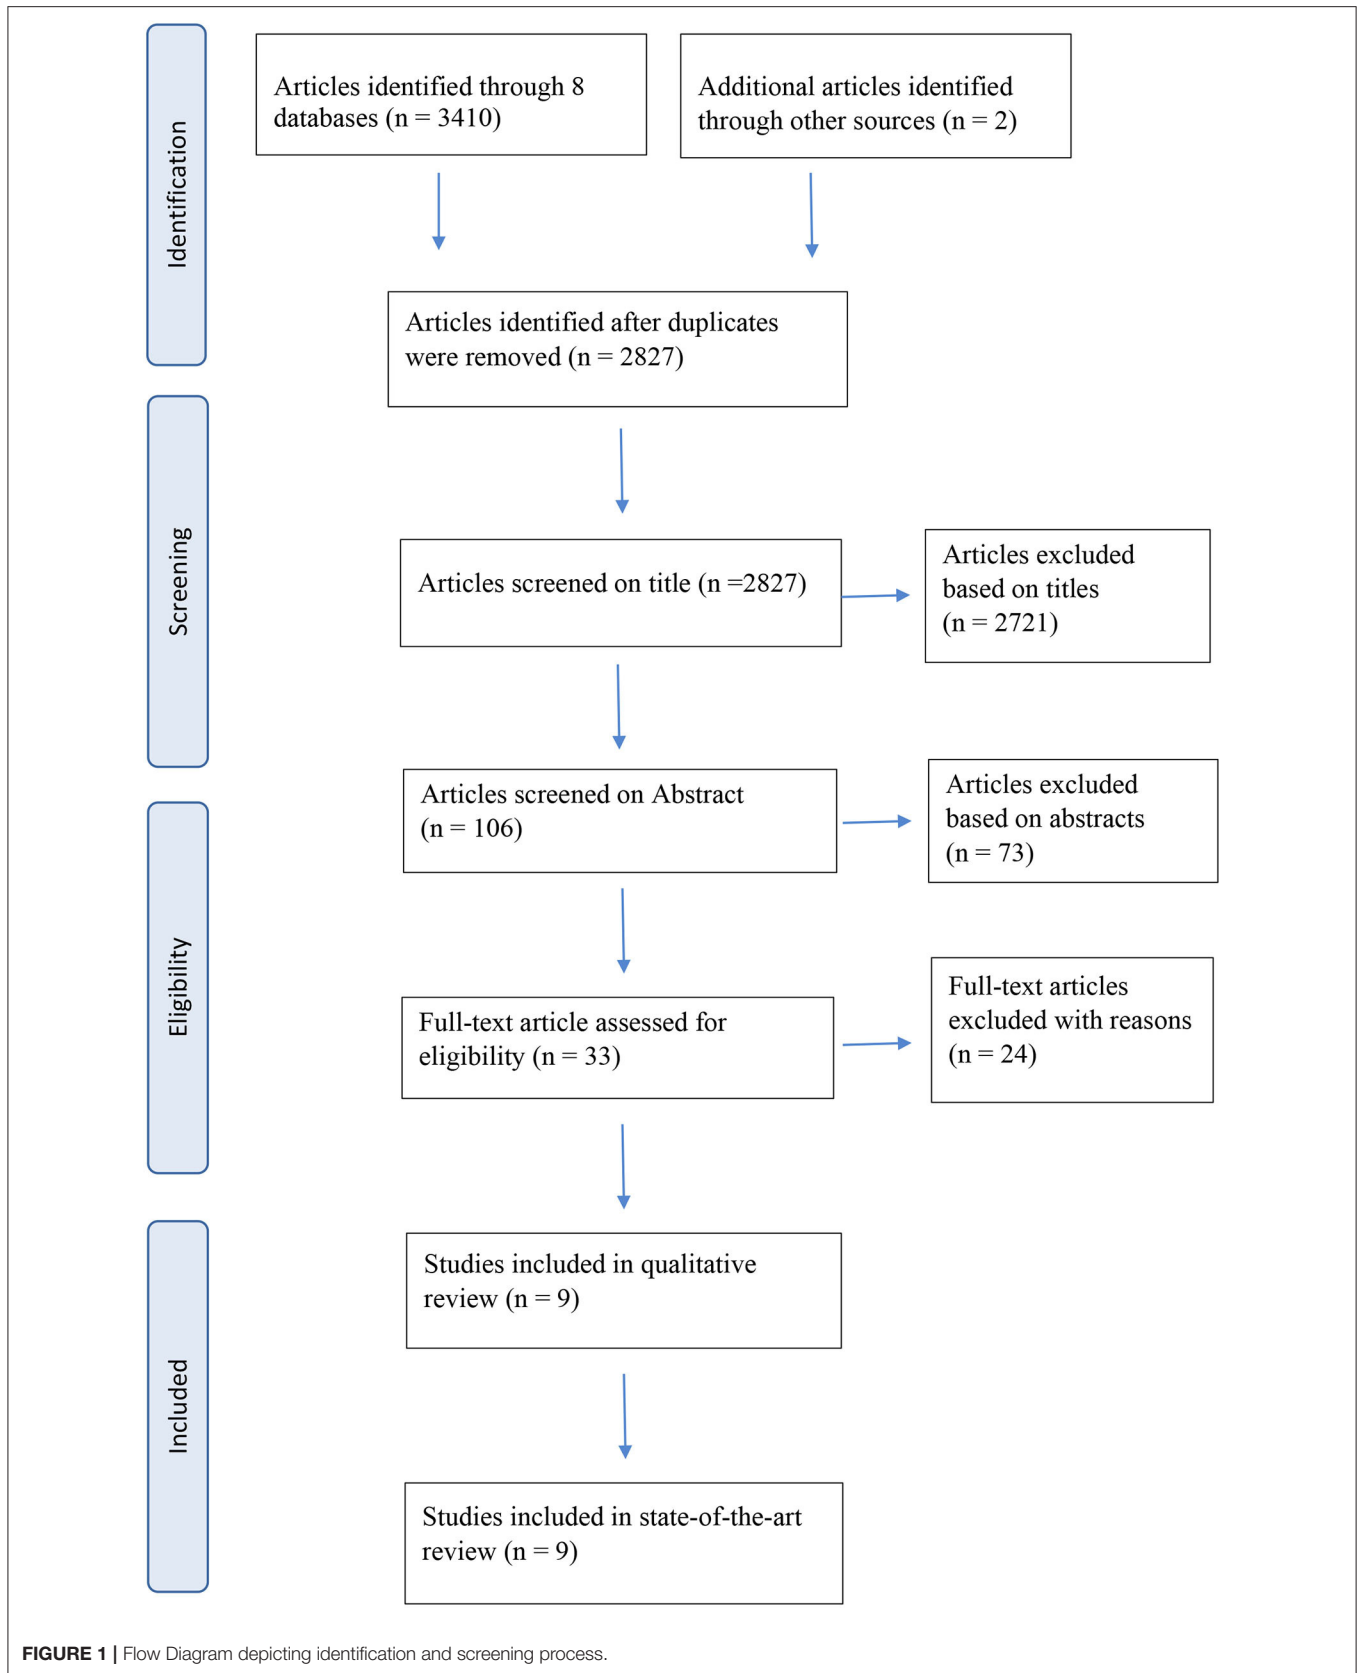 Identification
Articles identified through 8
databases (n = 3410)
Additional articles identified
through other sources (n = 2)
Articles identified after duplicates
were removed (n = 2827)
Screening
Articles screened on title (n =2827)
Articles excluded
based on titles
(n = 2721)
Articles screened on Abstract
(n = 106)
Articles excluded
based on abstracts
(n = 73)
Eligibility
Full-text article assessed for
eligibility (n = 33)
Full-text articles
excluded with reasons
(n = 24)
Included
Studies included in qualitative
review (n = 9)
Studies included in state-of-the-art
review (n = 9)
FIGURE 1 | Flow Diagram depicting identification and screening process.